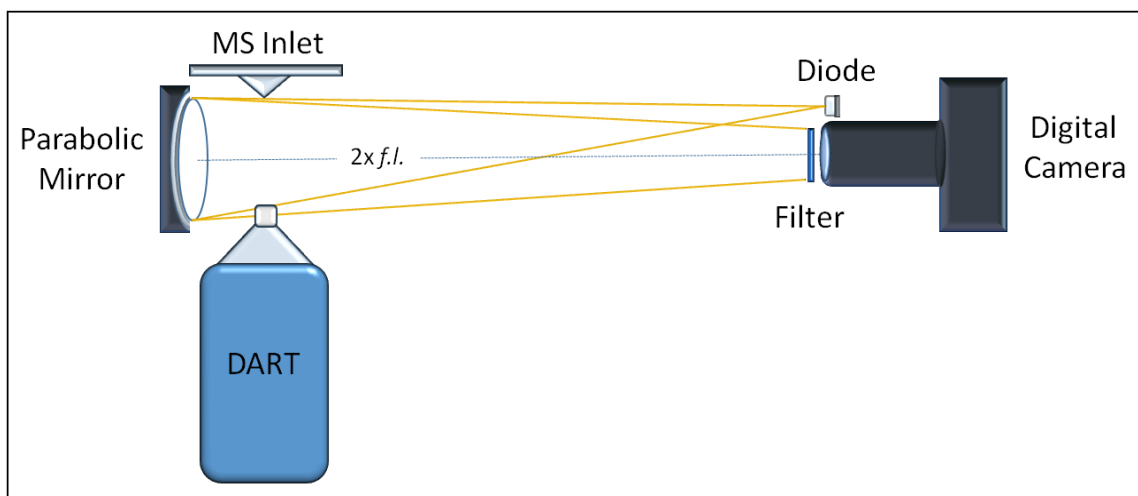 MS Inlet
Diode
Parabolic
Mirror
2x f.l.
Digital
Camera
Filter
DART